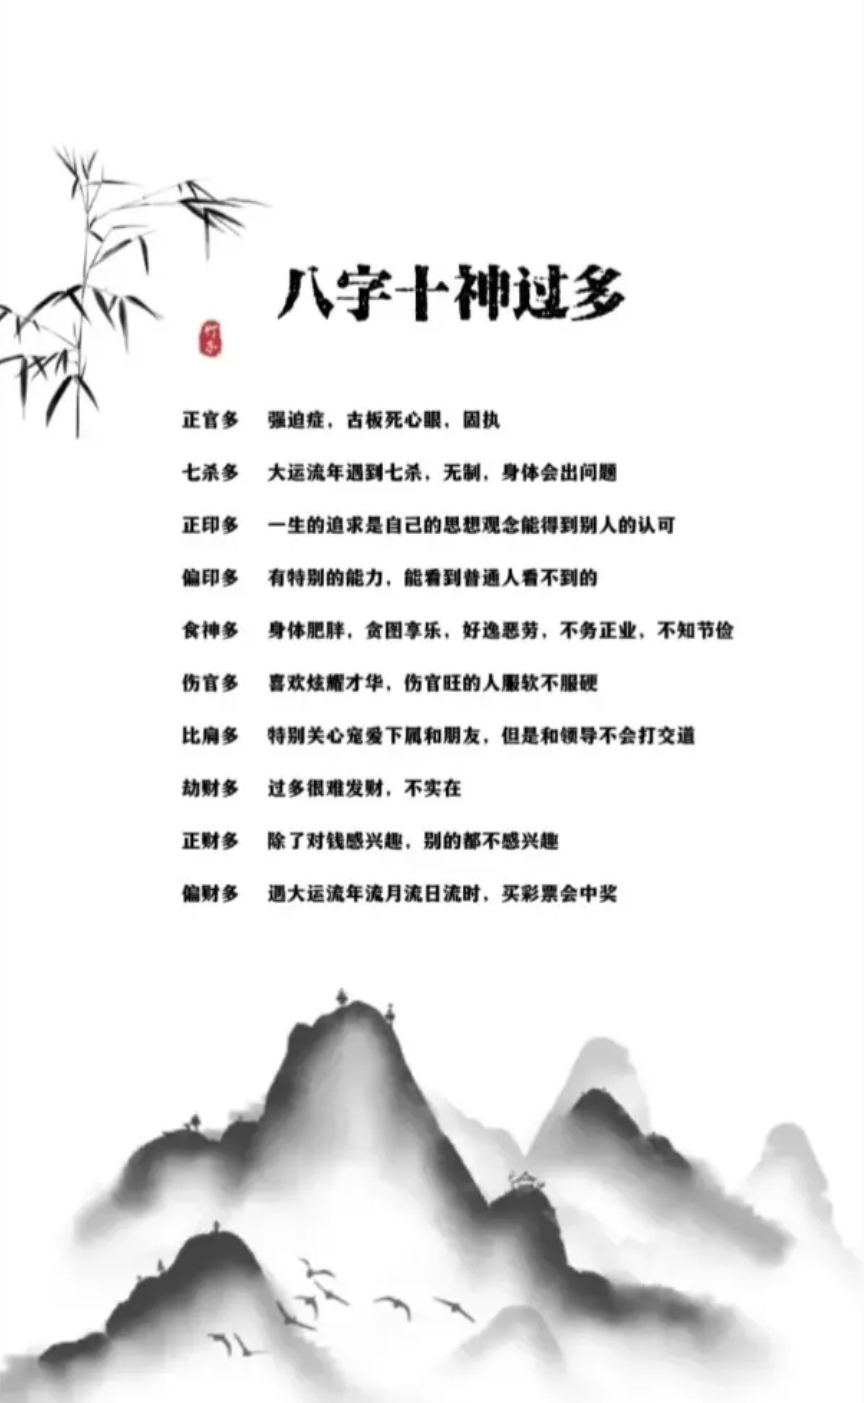 八字十神过多
正官多 强迫症，古板死心眼，固执
七杀多 大运流年遇到七杀，无制，身体会出问题
正印多 一生的追求是自己的思想观念能得到别人的认可
偏印多 有特别的能力，能看到普通人看不到的
食神多 身体肥胖，贪图享乐，好逸恶劳，不务正业，不知节俭
伤官多 喜欢炫耀才华，伤官旺的人服软不服硬
比肩多 特别关心宠爱下属和朋友，但是和领导不会打交道
劫财多 过多很难发财，不实在
正财多 除了对钱感兴趣，别的都不感兴趣
偏财多 遇大运流年流月流日流时，买彩票会中奖